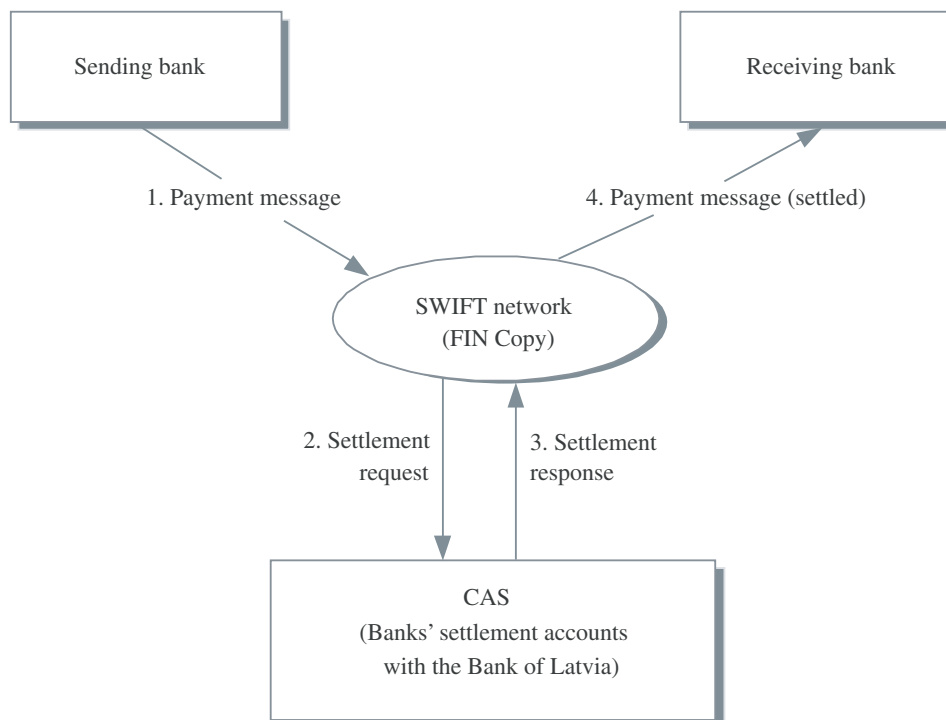 Sending bank
Receiving bank
1. Payment message
4. Payment message (settled)
SWIFT network
(FIN Copy)
2. Settlement
request
3. Settlement
response
CAS
(Banks’ settlement accounts
with the Bank of Latvia)